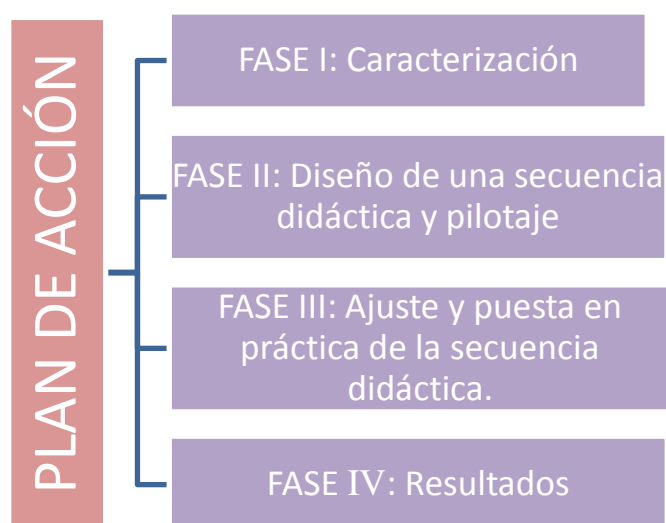 PLAN DE ACCIÓN
FASE I: Caracterización
FASE II: Diseño de una secuencia
didáctica y pilotaje
FASE III: Ajuste y puesta en
práctica de la secuencia
didáctica.
FASE IV: Resultados